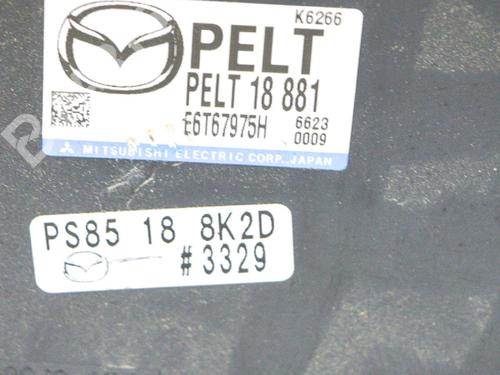 K6266
PELT
PELT 18 881
E6T67975H 6623
0009
MITSUBISHI ELECTRIC CORP., JAPAN
PS85 18 8K2D
#3329